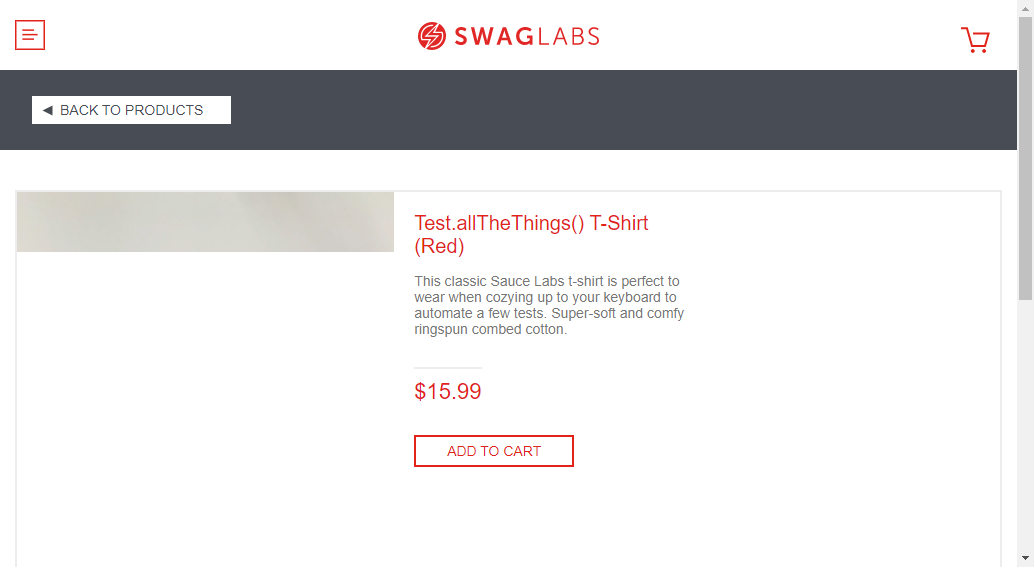 SWAGLABS
◄ BACK TO PRODUCTS
Test.allTheThings() T-Shirt
(Red)
This classic Sauce Labs t-shirt is perfect to
wear when cozying up to your keyboard to
automate a few tests. Super-soft and comfy
ringspun combed cotton.
$15.99
ADD TO CART